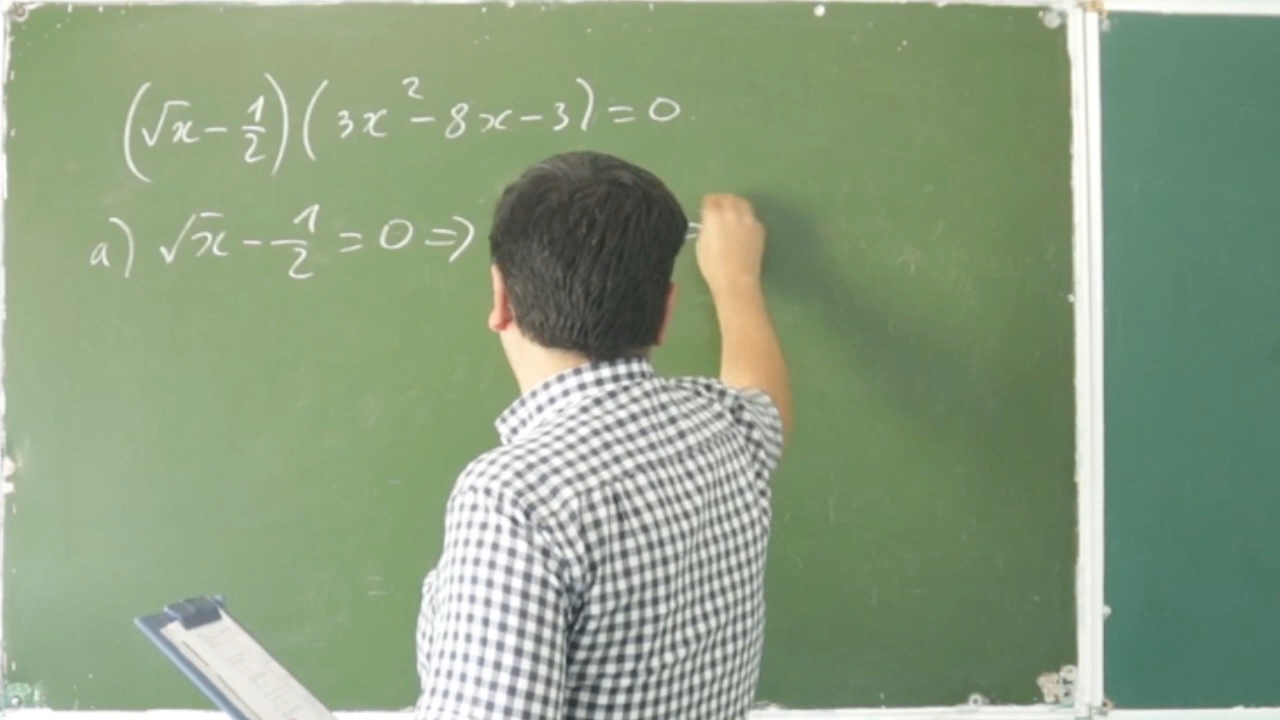 (√x - 1/2)(3x² - 8x - 3) = 0
a) √x - 1/2 = 0 ⇒ =